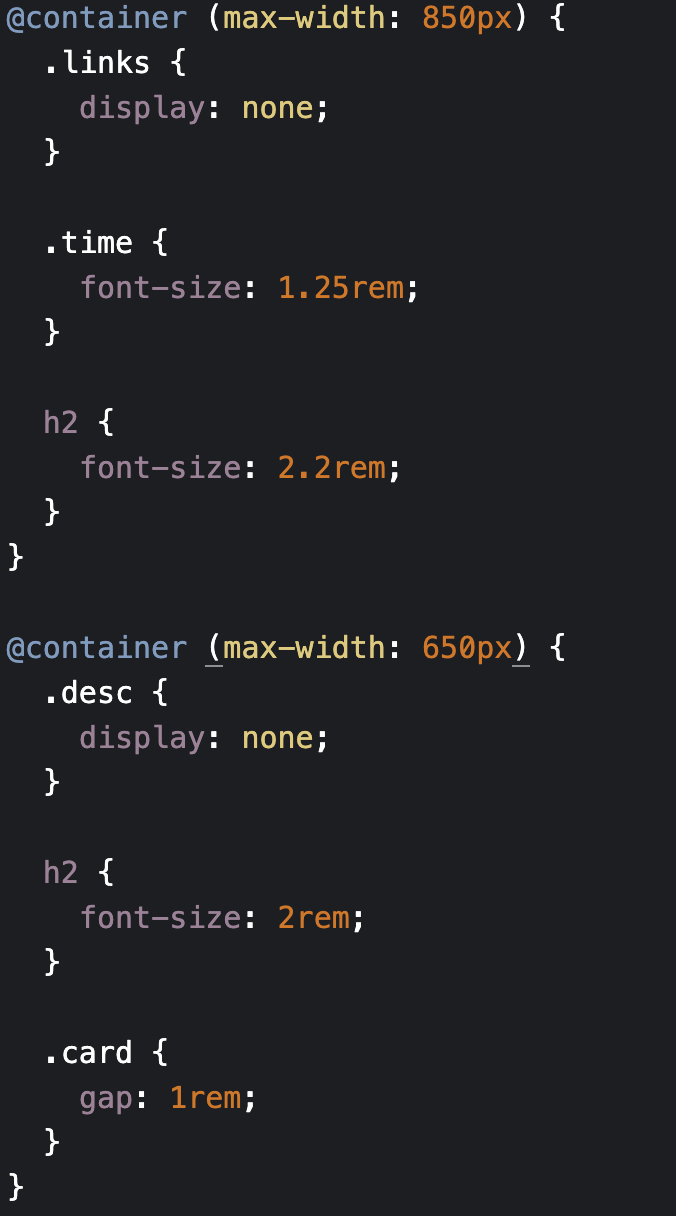 @container (max-width: 850px) {
  .links {
    display: none;
  }

  .time {
    font-size: 1.25rem;
  }

  h2 {
    font-size: 2.2rem;
  }
}

@container (max-width: 650px) {
  .desc {
    display: none;
  }

  h2 {
    font-size: 2rem;
  }

  .card {
    gap: 1rem;
  }
}